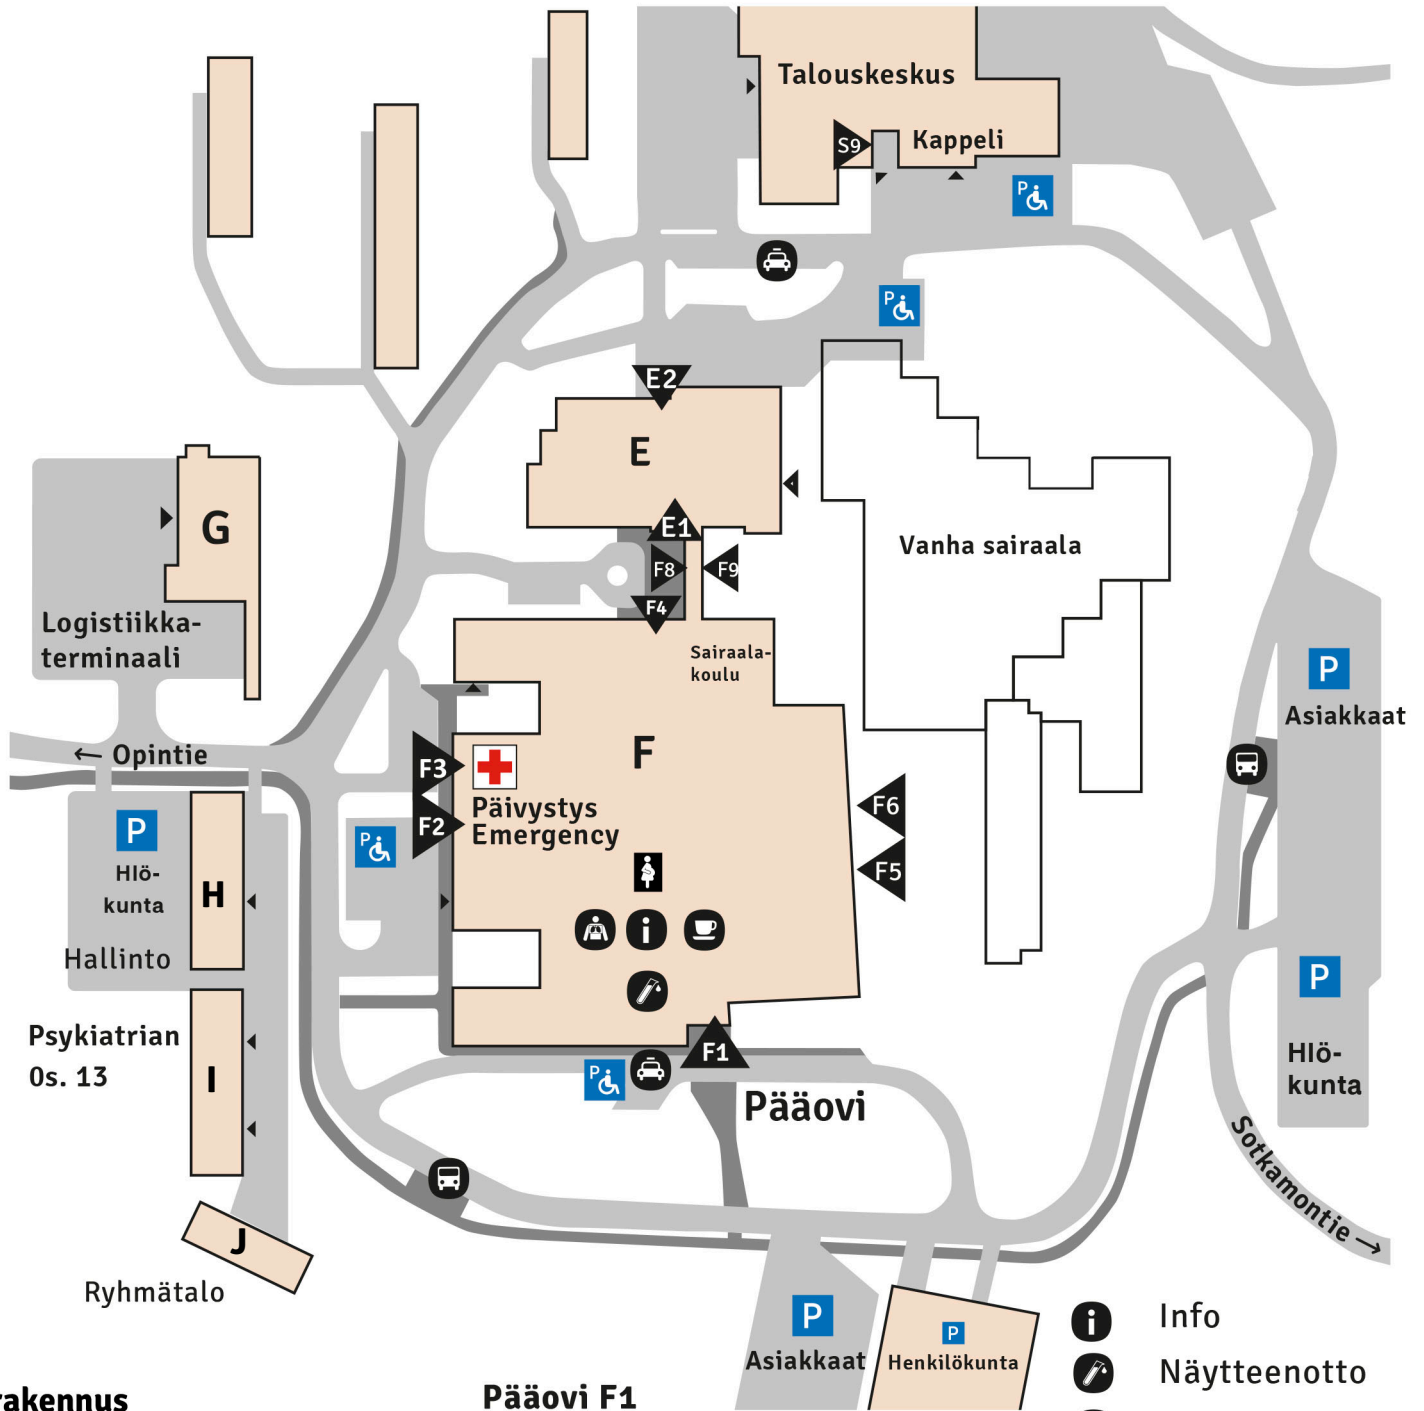 Talouskeskus
S9
Kappeli
P
P
E2
E
G
E1
F8
F9
F4
Vanha sairaala
Logistiikka-
terminaali
Sairaala-
koulu
P
Asiakkaat
← Opintie
F
F3
Päivystys
Emergency
F2
F6
F5
P
P
Hlö-
kunta
H
Hallinto
P
Hlö-
kunta
Psykiatrian
Os. 13
I
F1
P
Pääovi
Sotkamontie →
J
Ryhmätalo
P
Asiakkaat
P
Henkilökunta
Info
Näytteenotto
rakennus
Pääovi F1